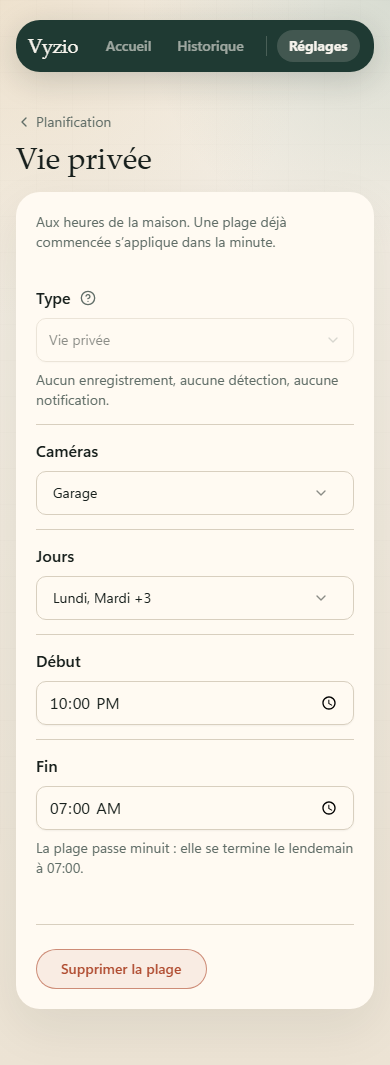 Vyzio
Accueil
Historique
Réglages
Planification
Vie privée
Aux heures de la maison. Une plage déjà
commencée s’applique dans la minute.
Type
Vie privée
Aucun enregistrement, aucune détection, aucune
notification.
Caméras
Garage
Jours
Lundi, Mardi +3
Début
10:00 PM
Fin
07:00 AM
La plage passe minuit : elle se termine le lendemain
à 07:00.
Supprimer la plage